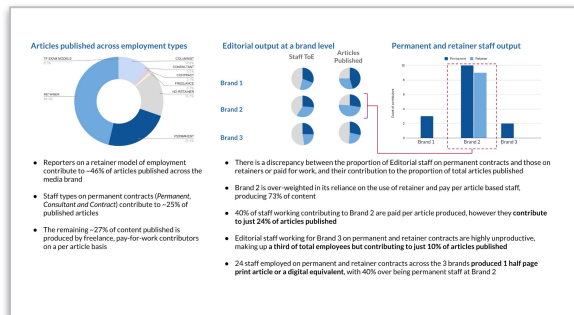 Articles published across employment types
Editorial output at a brand level
Permanent and retainer staff output
Staff ToE
Articles
Published
COLUMNIST
CONSULTANT
CONTRACT
FREELANCE
NO RETAINER
RETAINER
PERMANENT
Permanent
Retainer
Brand 1
Brand 2
Brand 3
10
8
6
4
2
0
Brand 1
Brand 2
Brand 3
• Reporters on a retainer model of employment
contribute to ~46% of articles published across the
media brand
• Staff types on permanent contracts (Permanent,
Consultant and Contract) contribute to ~25% of
published articles
• The remaining ~27% of content published is
produced by freelance, pay-for-work contributors
on a per article basis
• There is a discrepancy between the proportion of Editorial staff on permanent contracts and those on
retainers or paid for work, and their contribution to the proportion of total articles published
• Brand 2 is over-weighted in its reliance on the use of retainer and pay per article based staff,
producing 73% of content
• 40% of staff working contributing to Brand 2 are paid per article produced, however they contribute
to just 24% of articles published
• Editorial staff working for Brand 3 on permanent and retainer contracts are highly unproductive,
making up a third of total employees but contributing to just 10% of articles published
• 24 staff employed on permanent and retainer contracts across the 3 brands produced 1 half page
print article or a digital equivalent, with 40% over being permanent staff at Brand 2